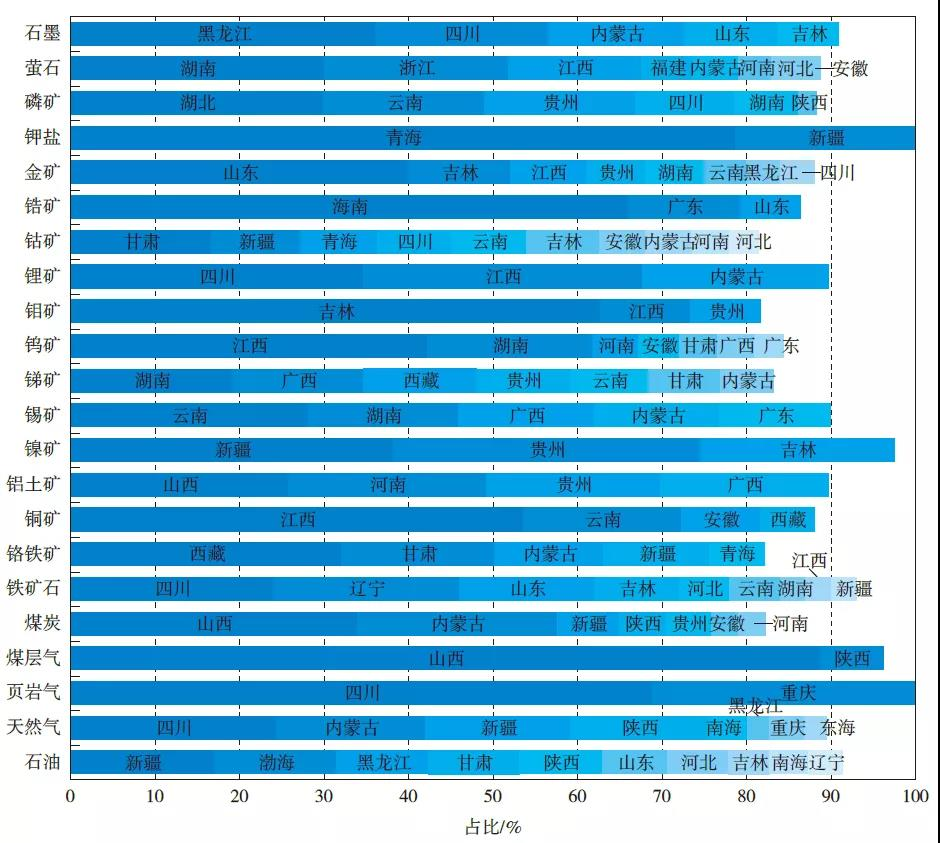 石墨 黑龙江 四川 内蒙古 山东 吉林
萤石 湖南 浙江 江西 福建 内蒙古 河南 河北 安徽
磷矿 湖北 云南 贵州 四川 湖南 陕西
钾盐 青海 新疆
金矿 山东 吉林 江西 贵州 湖南 云南 黑龙江 四川
锆矿 海南 广东 山东
钴矿 甘肃 新疆 青海 四川 云南 吉林 安徽 内蒙古 河南 河北
锂矿 四川 江西 内蒙古
钼矿 吉林 江西 贵州
钨矿 江西 湖南 河南 安徽 甘肃 广西 广东
锑矿 湖南 广西 西藏 贵州 云南 甘肃 内蒙古
锡矿 云南 湖南 广西 内蒙古 广东
镍矿 新疆 贵州 吉林
铝土矿 山西 河南 贵州 广西
铜矿 江西 云南 安徽 西藏
铬铁矿 西藏 甘肃 内蒙古 新疆 青海
江西
铁矿石 四川 辽宁 山东 吉林 河北 云南 湖南 新疆
煤炭 山西 内蒙古 新疆 陕西 贵州 安徽 河南
煤层气 山西 陕西
页岩气 四川 重庆
黑龙江
天然气 四川 内蒙古 新疆 陕西 南海 重庆 东海
石油 新疆 渤海 黑龙江 甘肃 陕西 山东 河北 吉林 南海 辽宁
0 10 20 30 40 50 60 70 80 90 100
占比/%